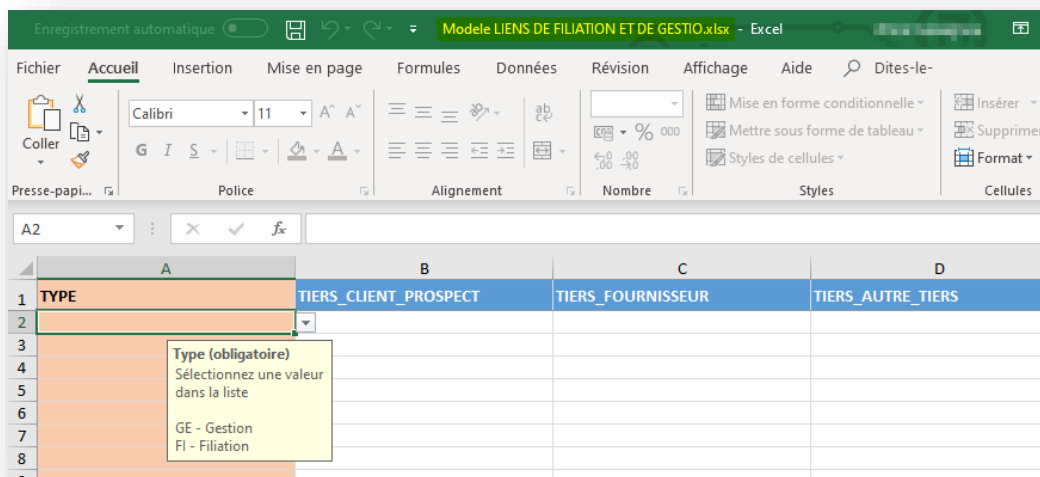 Enregistrement automatique Modele LIENS DE FILIATION ET DE GESTIO.xlsx - Excel
Fichier Accueil Insertion Mise en page Formules Données Révision Affichage Aide Dites-le-
Coller
Calibri 11 A A
G I S A
ab
% 000
Mise en forme conditionnelle
Mettre sous forme de tableau
Styles de cellules
Insérer
Supprimer
Format
Presse-papi... Police Alignement Nombre Styles Cellules
A2 fx
A B C D
1 TYPE TIERS_CLIENT_PROSPECT TIERS_FOURNISSEUR TIERS_AUTRE_TIERS
2
3
4
5
6
7
8
Type (obligatoire)
Sélectionnez une valeur
dans la liste
GE - Gestion
FI - Filiation